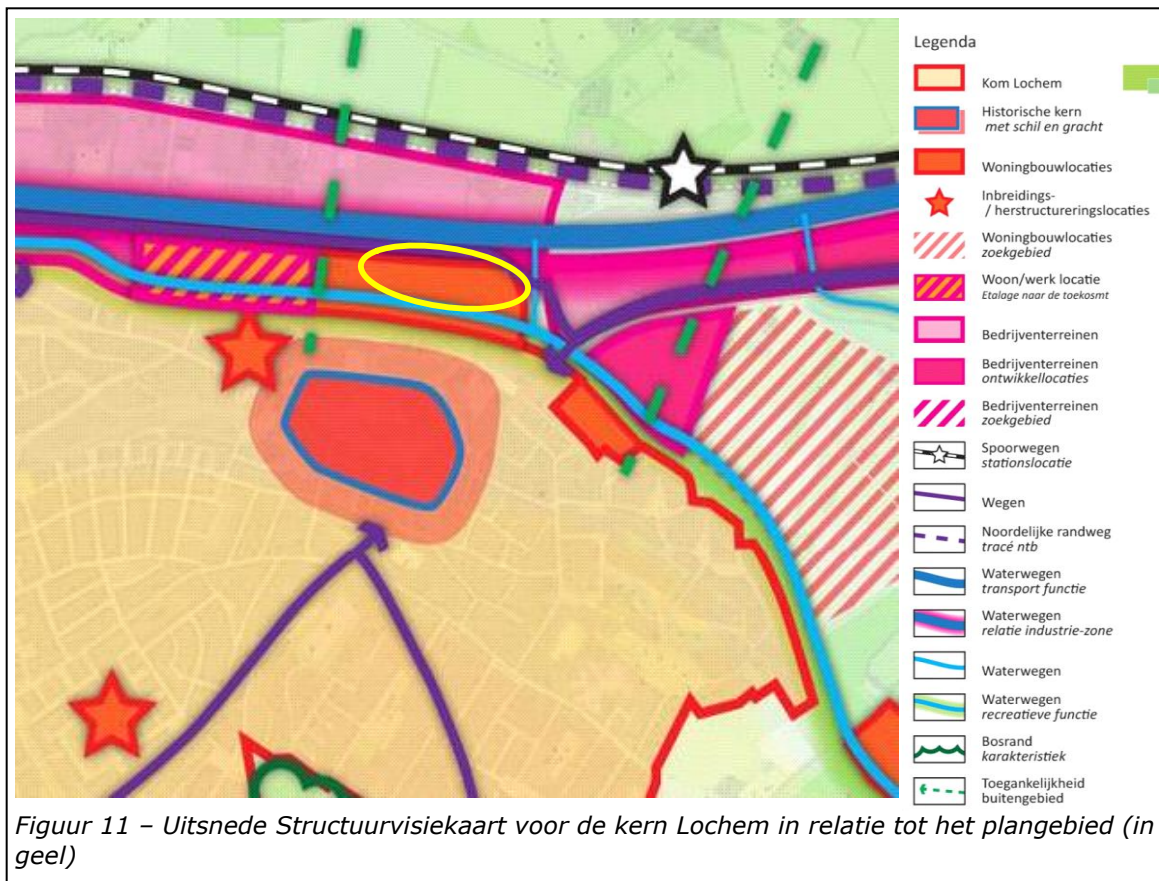 Legenda
Kom Lochem
Historische kern
met schil en gracht
Woningbouwlocaties
Inbreidings-
/ herstructureringslocaties
Woningbouwlocaties
zoekgebied
Woon/werk locatie
Etalage naar de toekosmt
Bedrijventerreinen
Bedrijventerreinen
ontwikkellocaties
Bedrijventerreinen
zoekgebied
Spoorwegen
stationslocatie
Wegen
Noordelijke randweg
tracé ntb
Waterwegen
transport functie
Waterwegen
relatie industrie-zone
Waterwegen
Waterwegen
recreatieve functie
Bosrand
karakteristiek
Toegankelijkheid
buitengebied
Figuur 11 – Uitsnede Structuurvisiekaart voor de kern Lochem in relatie tot het plangebied (in
geel)